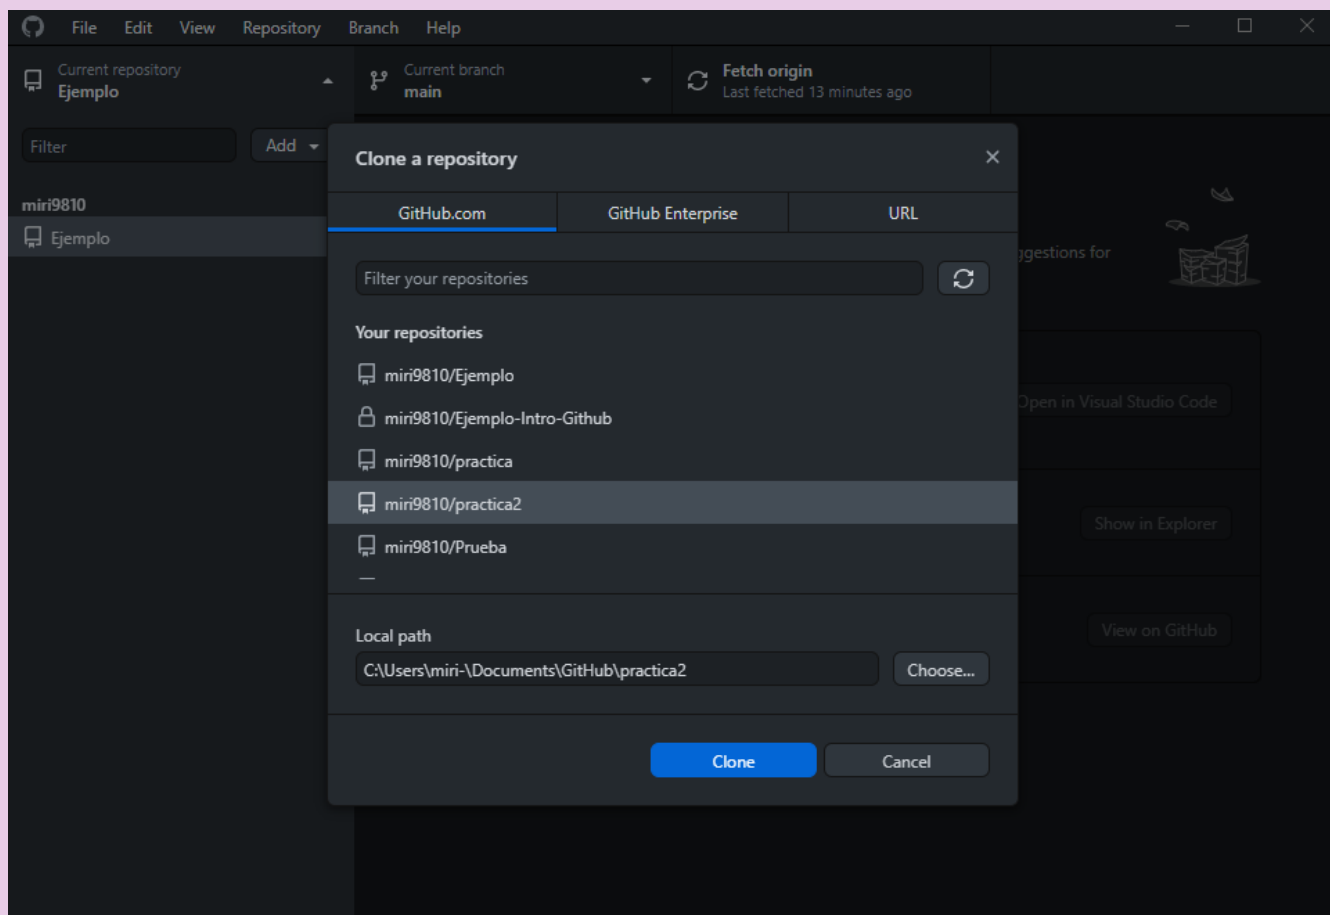 File Edit View Repository Branch Help
Current repository
Ejemplo
Current branch
main
Fetch origin
Last fetched 13 minutes ago
Filter
Add
miri9810
Ejemplo
Clone a repository
GitHub.com
GitHub Enterprise
URL
Filter your repositories
Your repositories
miri9810/Ejemplo
miri9810/Ejemplo-Intro-Github
miri9810/practica
miri9810/practica2
miri9810/Prueba
Local path
C:\Users\miri-\Documents\GitHub\practica2
Choose...
Clone
Cancel
for
Open in Visual Studio Code
Show in Explorer
View on GitHub